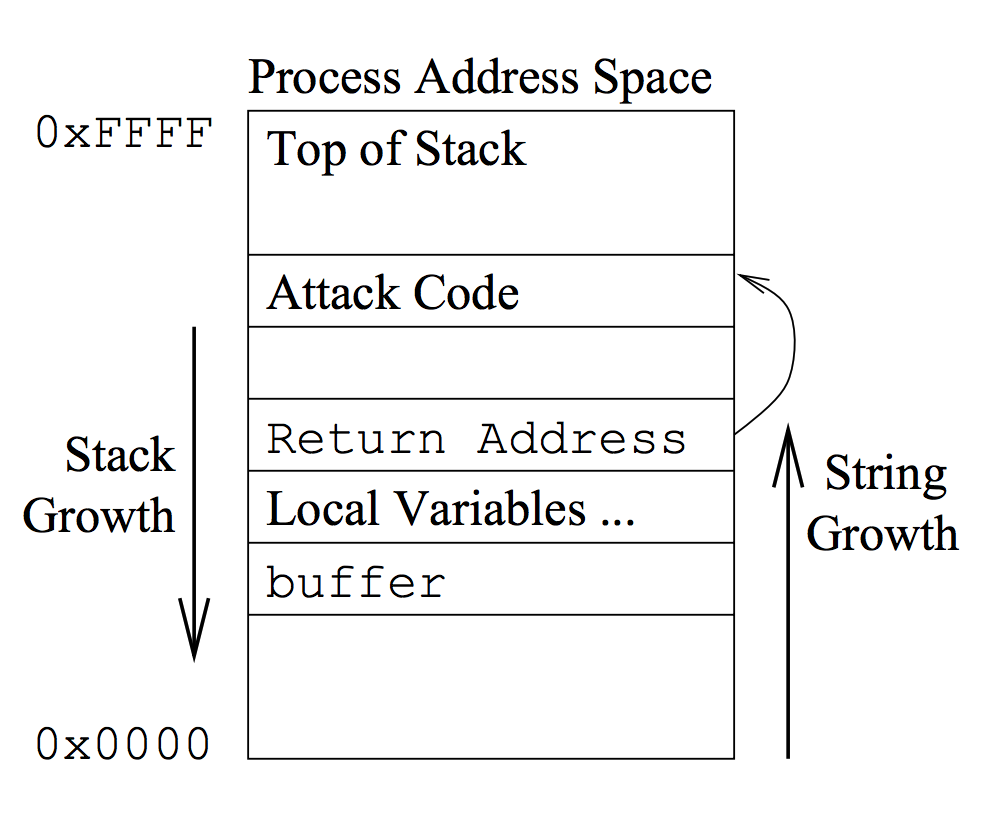 Process Address Space
0xFFFF
Top of Stack
Attack Code
Return Address
Stack
Growth
String
Growth
Local Variables ...
buffer
0x0000